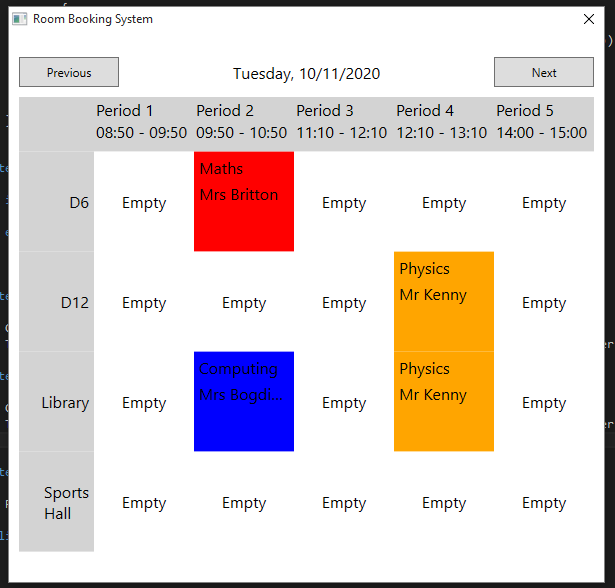 Room Booking System
Previous
Tuesday, 10/11/2020
Next
Period 1 Period 2 Period 3 Period 4 Period 5
08:50 - 09:50 09:50 - 10:50 11:10 - 12:10 12:10 - 13:10 14:00 - 15:00
D6 Empty Maths Empty Empty Empty
Mrs Britton
D12 Empty Empty Empty Physics Empty
Mr Kenny
Library Empty Computing Empty Physics Empty
Mrs Bogdi... Mr Kenny
Sports
Hall Empty Empty Empty Empty Empty